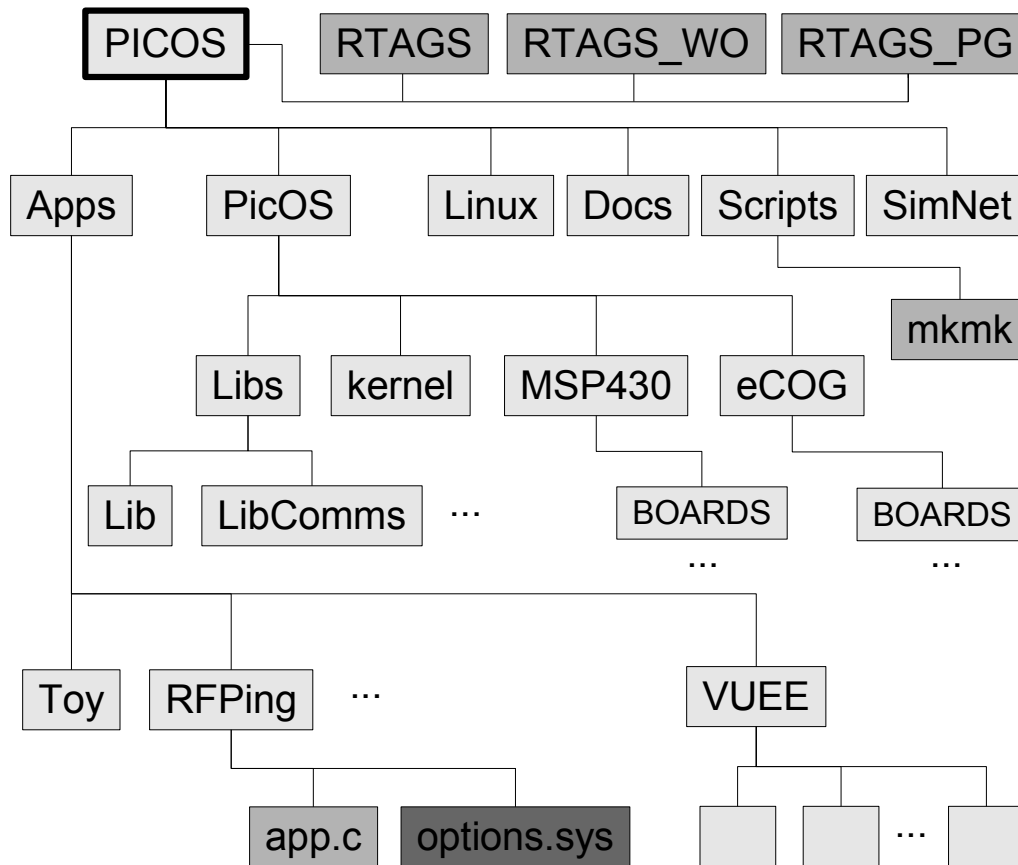 PICOS RTAGS RTAGS_WO RTAGS_PG
Apps PicOS Linux Docs Scripts SimNet
mkmk
Libs kernel MSP430 eCOG
Lib LibComms ... BOARDS BOARDS
... ...
Toy RFPing ... VUEE
app.c options.sys ...